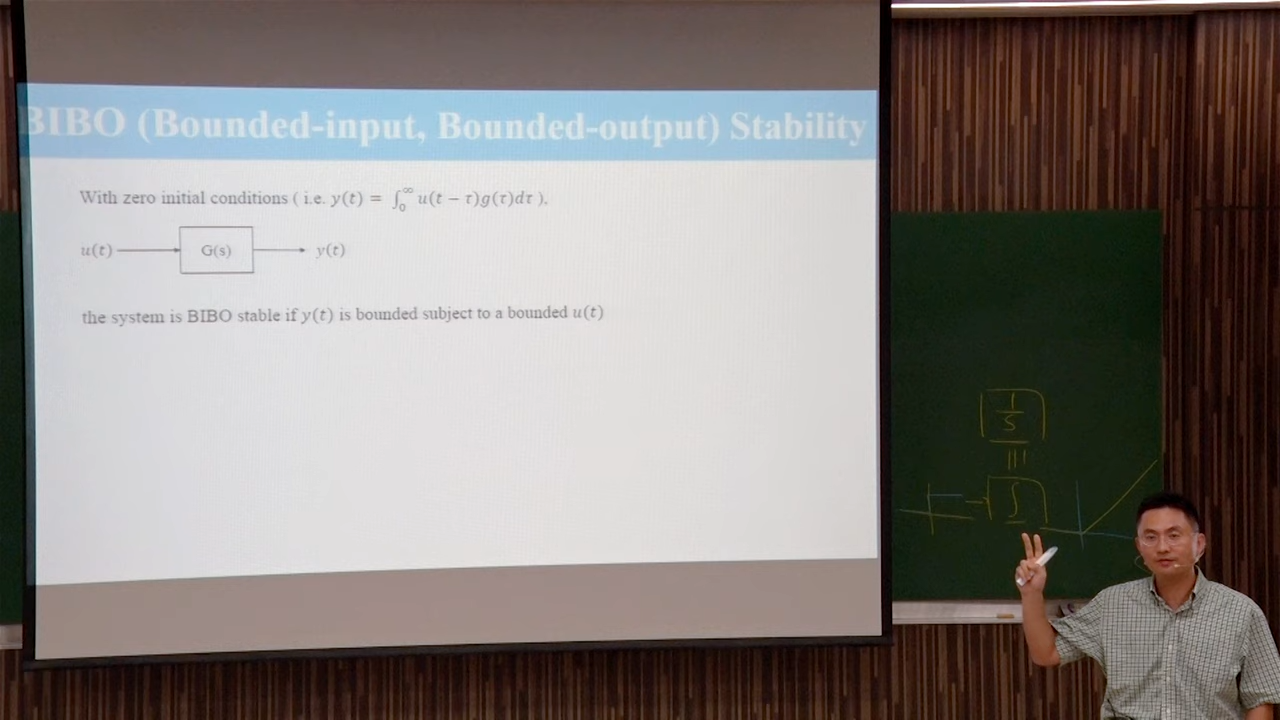 BIBO (Bounded-input, Bounded-output) Stability
With zero initial conditions ( i.e. y(t) = ∫₀^∞ u(t − τ)g(τ)dτ ).
u(t) G(s) y(t)
the system is BIBO stable if y(t) is bounded subject to a bounded u(t)
1/s
≡
∫